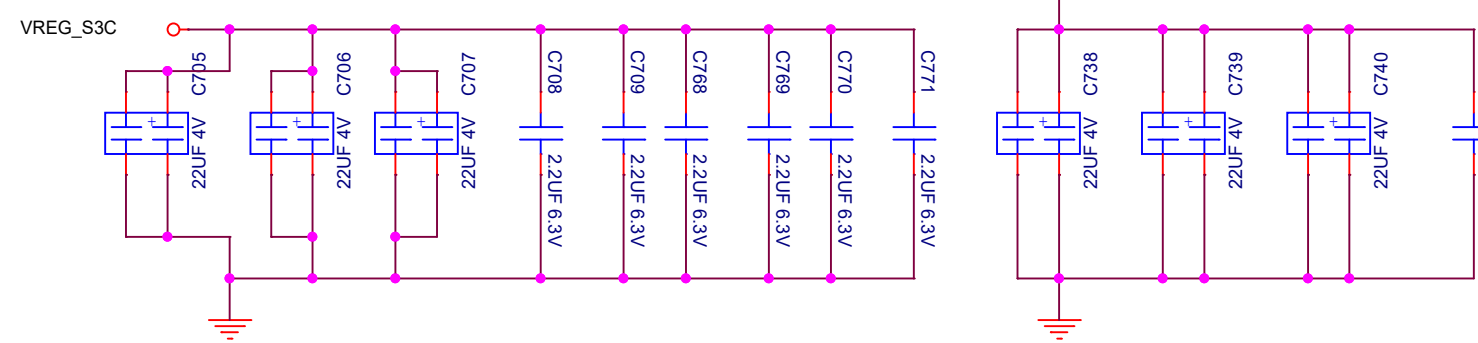 VREG_S3C
C705
22UF 4V
+
C706
22UF 4V
+
C707
22UF 4V
+
C708
2.2UF 6.3V
C709
2.2UF 6.3V
C768
2.2UF 6.3V
C769
2.2UF 6.3V
C770
2.2UF 6.3V
C771
2.2UF 6.3V
C738
22UF 4V
+
C739
22UF 4V
+
C740
22UF 4V
+